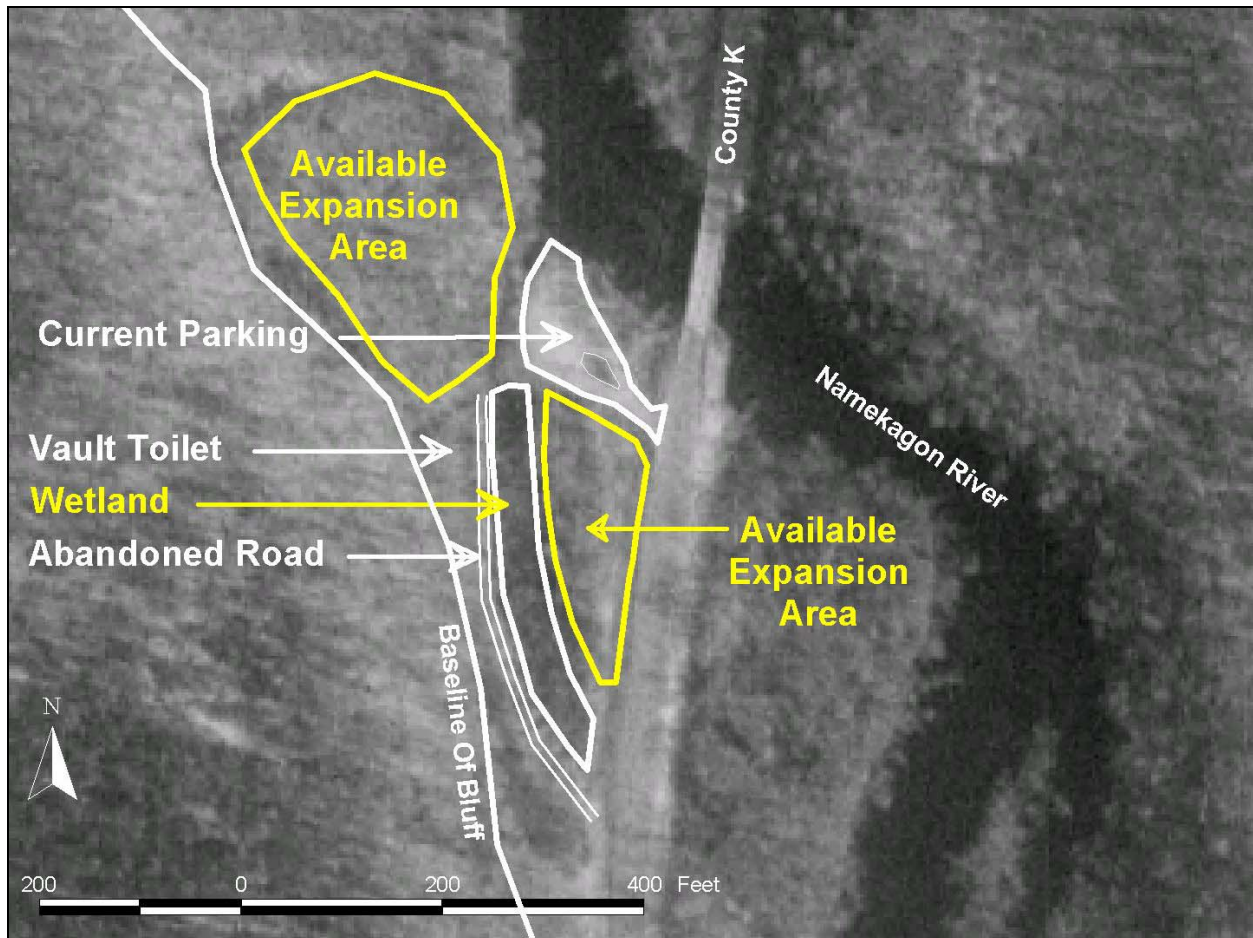 County K
Available
Expansion
Area
Current Parking
Namekagon River
Vault Toilet
Wetland
Abandoned Road
Available
Expansion
Area
Baseline Of Bluff
N
200 0 200 400 Feet